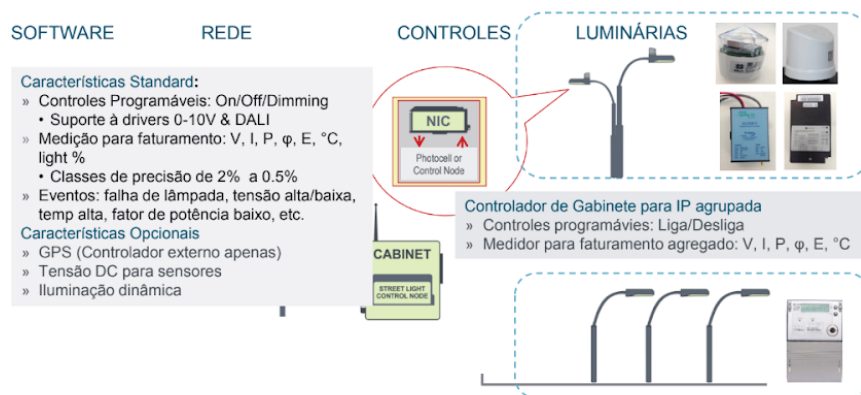 SOFTWARE
REDE
CONTROLES
LUMINÁRIAS
Características Standard:
» Controles Programáveis: On/Off/Dimming
• Suporte à drivers 0-10V & DALI
» Medição para faturamento: V, I, P, φ, E, °C,
light %
• Classes de precisão de 2% a 0.5%
» Eventos: falha de lâmpada, tensão alta/baixa,
temp alta, fator de potência baixo, etc.
Características Opcionais
» GPS (Controlador externo apenas)
» Tensão DC para sensores
» Iluminação dinâmica
NIC
Photocell or
Control Node
CABINET
STREET LIGHT
CONTROL NODE
Controlador de Gabinete para IP agrupada
» Controles programávies: Liga/Desliga
» Medidor para faturamento agregado: V, I, P, φ, E, °C